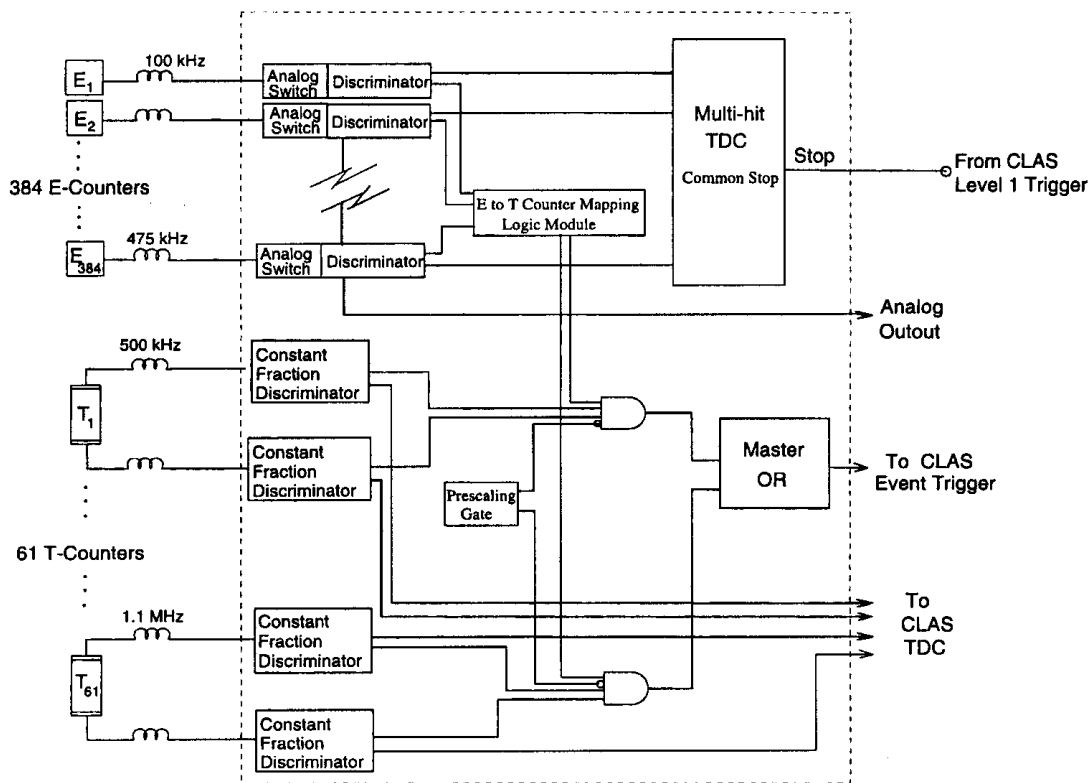 100 kHz
E1
Analog Switch
Discriminator
E2
Analog Switch
Discriminator
Multi-hit
TDC
Common Stop
Stop
From CLAS
Level 1 Trigger
384 E-Counters
E to T Counter Mapping
Logic Module
475 kHz
E384
Analog Switch
Discriminator
Analog
Outout
500 kHz
Constant
Fraction
Discriminator
T1
Constant
Fraction
Discriminator
Master
OR
To CLAS
Event Trigger
Prescaling
Gate
61 T-Counters
1.1 MHz
Constant
Fraction
Discriminator
To
CLAS
TDC
T61
Constant
Fraction
Discriminator